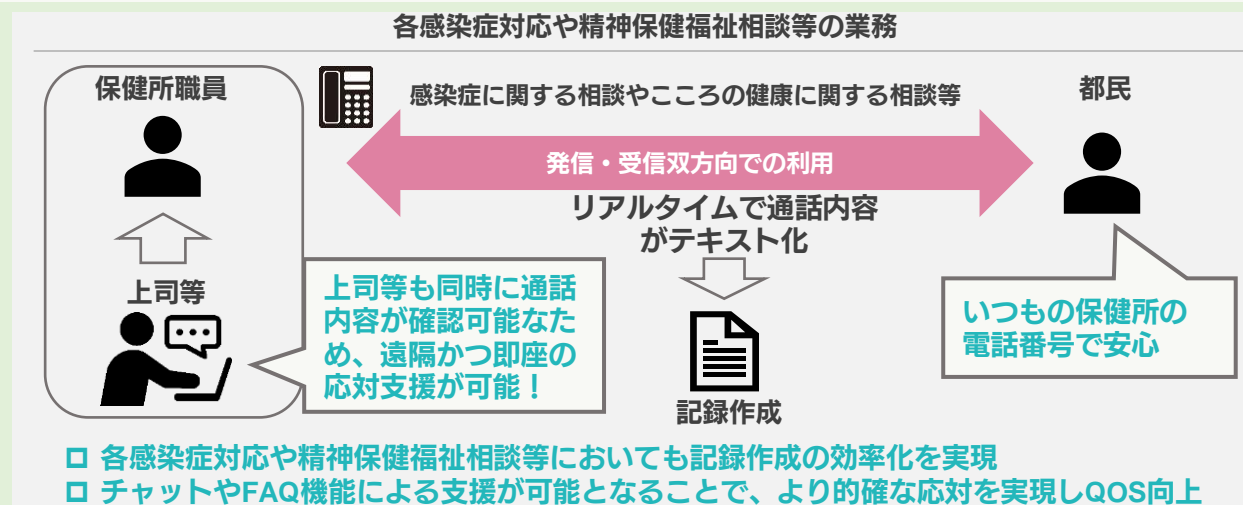 各感染症対応や精神保健福祉相談等の業務
保健所職員
感染症に関する相談やこころの健康に関する相談等
都民
発信・受信双方向での利用
リアルタイムで通話内容
がテキスト化
上司等
上司等も同時に通話
内容が確認可能なた
め、遠隔かつ即座の
応対支援が可能！
いつもの保健所の
電話番号で安心
記録作成
ロ 各感染症対応や精神保健福祉相談等においても記録作成の効率化を実現
ロ チャットやFAQ機能による支援が可能となることで、より的確な応対を実現しQOS向上